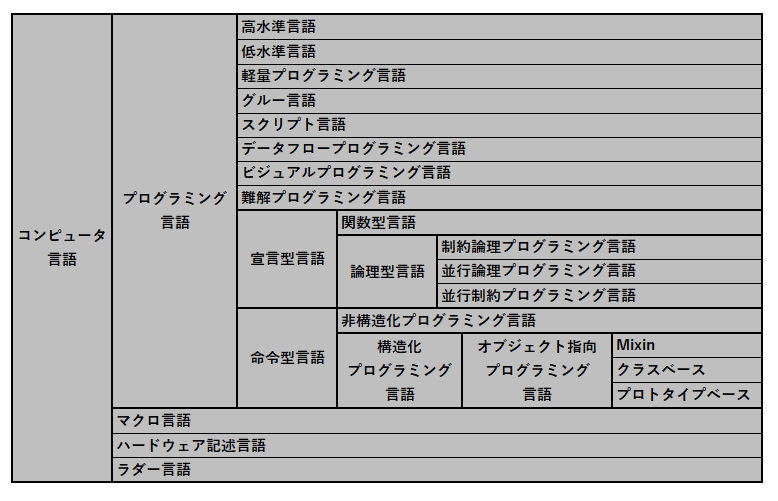 高水準言語
低水準言語
軽量プログラミング言語
グルー言語
スクリプト言語
データフロープログラミング言語
ビジュアルプログラミング言語
難解プログラミング言語
プログラミング
言語
コンピュータ
言語
宣言型言語
関数型言語
論理型言語
制約論理プログラミング言語
並行論理プログラミング言語
並行制約プログラミング言語
命令型言語
非構造化プログラミング言語
構造化
プログラミング
言語
オブジェクト指向
プログラミング
言語
Mixin
クラスベース
プロトタイプベース
マクロ言語
ハードウェア記述言語
ラダー言語